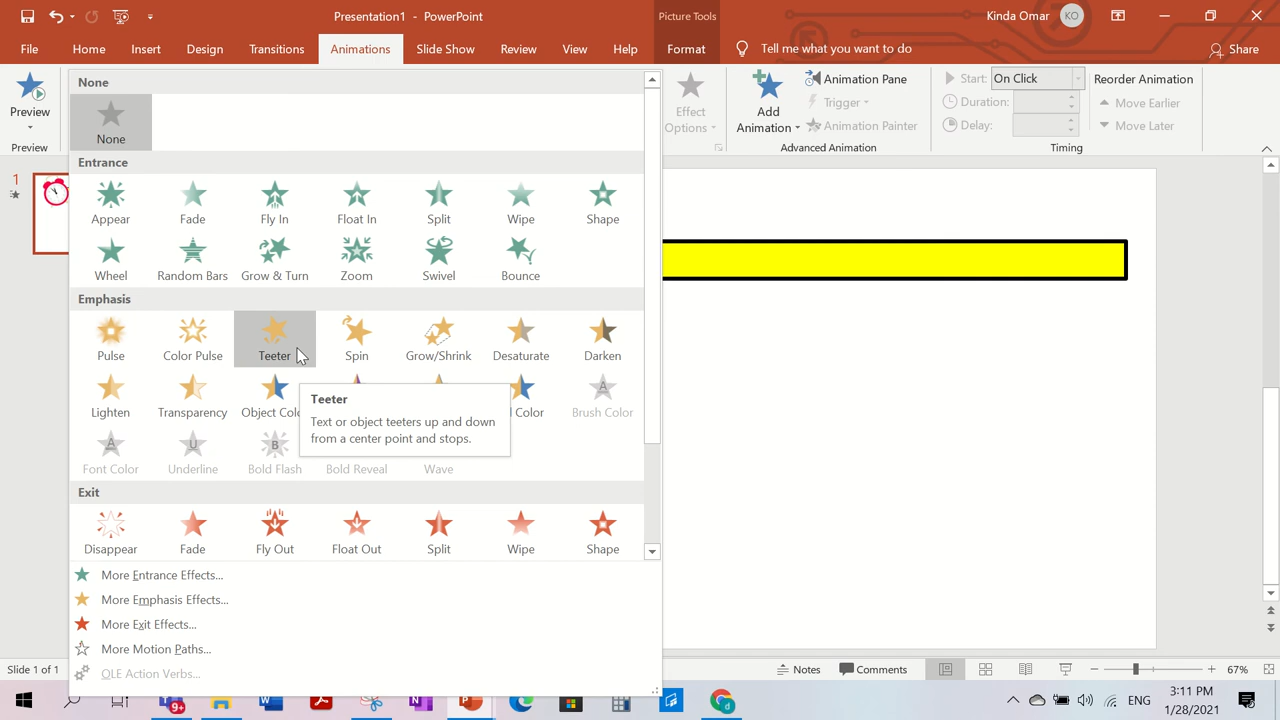 Presentation1 - PowerPoint
Picture Tools
Kinda Omar
KO
File
Home
Insert
Design
Transitions
Animations
Slide Show
Review
View
Help
Format
Tell me what you want to do
Share
Preview
Preview
None
None
Entrance
Appear
Fade
Fly In
Float In
Split
Wipe
Shape
Wheel
Random Bars
Grow & Turn
Zoom
Swivel
Bounce
Emphasis
Pulse
Color Pulse
Teeter
Spin
Grow/Shrink
Desaturate
Darken
Lighten
Transparency
Object Colo
Color
Brush Color
Teeter
Text or object teeters up and down
from a center point and stops.
Font Color
Underline
Bold Flash
Bold Reveal
Wave
Exit
Disappear
Fade
Fly Out
Float Out
Split
Wipe
Shape
More Entrance Effects...
More Emphasis Effects...
More Exit Effects...
More Motion Paths...
OLE Action Verbs...
Effect
Options
Add
Animation
Animation Pane
Trigger
Animation Painter
Advanced Animation
Start: On Click
Duration:
Delay:
Reorder Animation
Move Earlier
Move Later
Timing
1
Slide 1 of 1
Notes
Comments
67%
9+
ENG
3:11 PM
1/28/2021